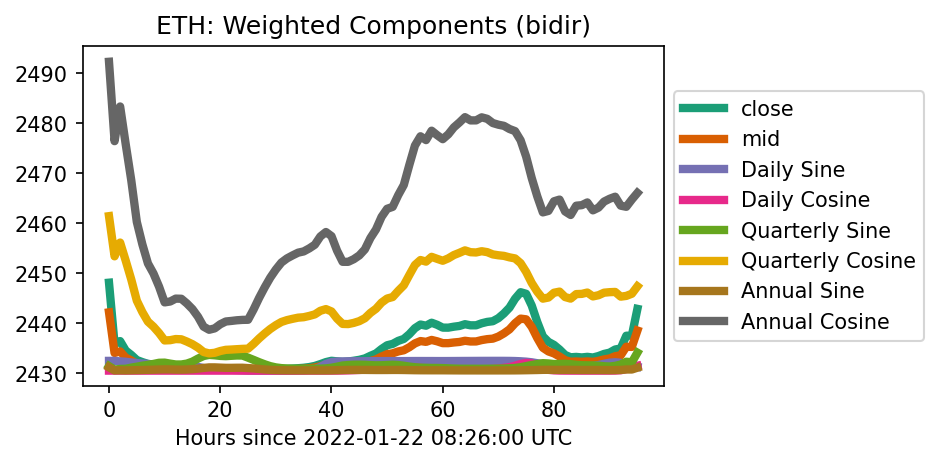 ETH: Weighted Components (bidir)
2490
2480
2470
2460
2450
2440
2430
0 20 40 60 80
Hours since 2022-01-22 08:26:00 UTC
close
mid
Daily Sine
Daily Cosine
Quarterly Sine
Quarterly Cosine
Annual Sine
Annual Cosine